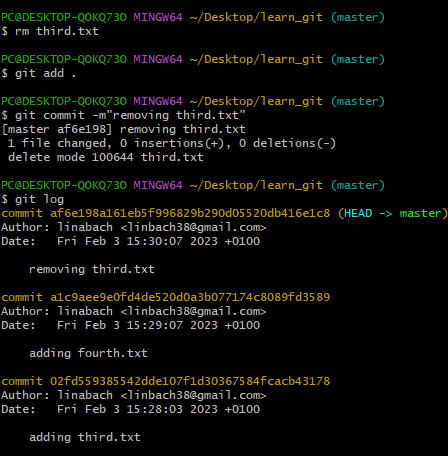 PC@DESKTOP-QOKQ73O MINGW64 ~/Desktop/learn_git (master)
$ rm third.txt
PC@DESKTOP-QOKQ73O MINGW64 ~/Desktop/learn_git (master)
$ git add .
PC@DESKTOP-QOKQ73O MINGW64 ~/Desktop/learn_git (master)
$ git commit -m"removing third.txt"
[master af6e198] removing third.txt
1 file changed, 0 insertions(+), 0 deletions(-)
delete mode 100644 third.txt
PC@DESKTOP-QOKQ73O MINGW64 ~/Desktop/learn_git (master)
$ git log
commit af6e198a161eb5f996829b290d05520db416e1c8 (HEAD -> master)
Author: linabach <linbach38@gmail.com>
Date:   Fri Feb 3 15:30:07 2023 +0100
removing third.txt
commit a1c9aee9e0fd4de520d0a3b077174c8089fd3589
Author: linabach <linbach38@gmail.com>
Date:   Fri Feb 3 15:29:07 2023 +0100
adding fourth.txt
commit 02fd559385542dde107f1d30367584fcacb43178
Author: linabach <linbach38@gmail.com>
Date:   Fri Feb 3 15:28:03 2023 +0100
adding third.txt